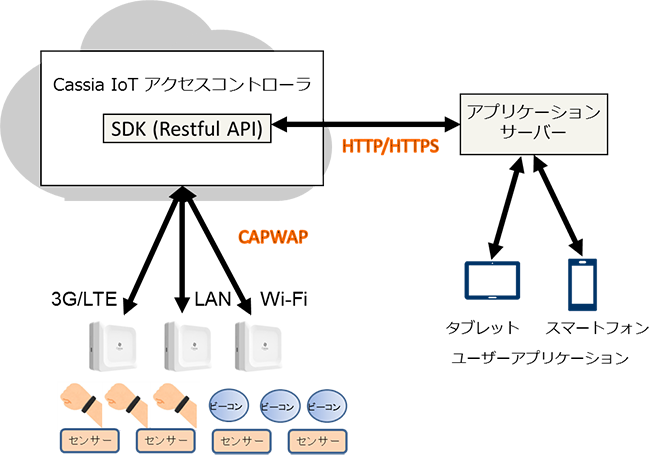 Cassia IoT アクセスコントローラ
SDK (Restful API)
HTTP/HTTPS
アプリケーション
サーバー
CAPWAP
3G/LTE
LAN
Wi-Fi
タブレット
スマートフォン
ユーザーアプリケーション
ビーコン
ビーコン
ビーコン
センサー
センサー
センサー
センサー